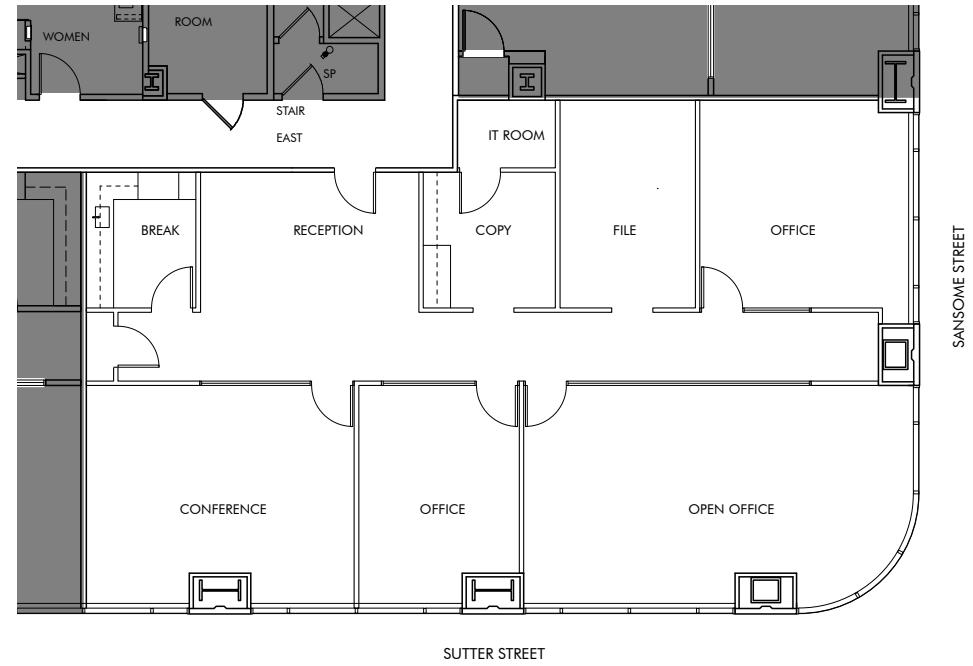 ROOM
WOMEN
SP
STAIR
EAST
IT ROOM
BREAK
RECEPTION
COPY
FILE
OFFICE
SANSOME STREET
CONFERENCE
OFFICE
OPEN OFFICE
SUTTER STREET